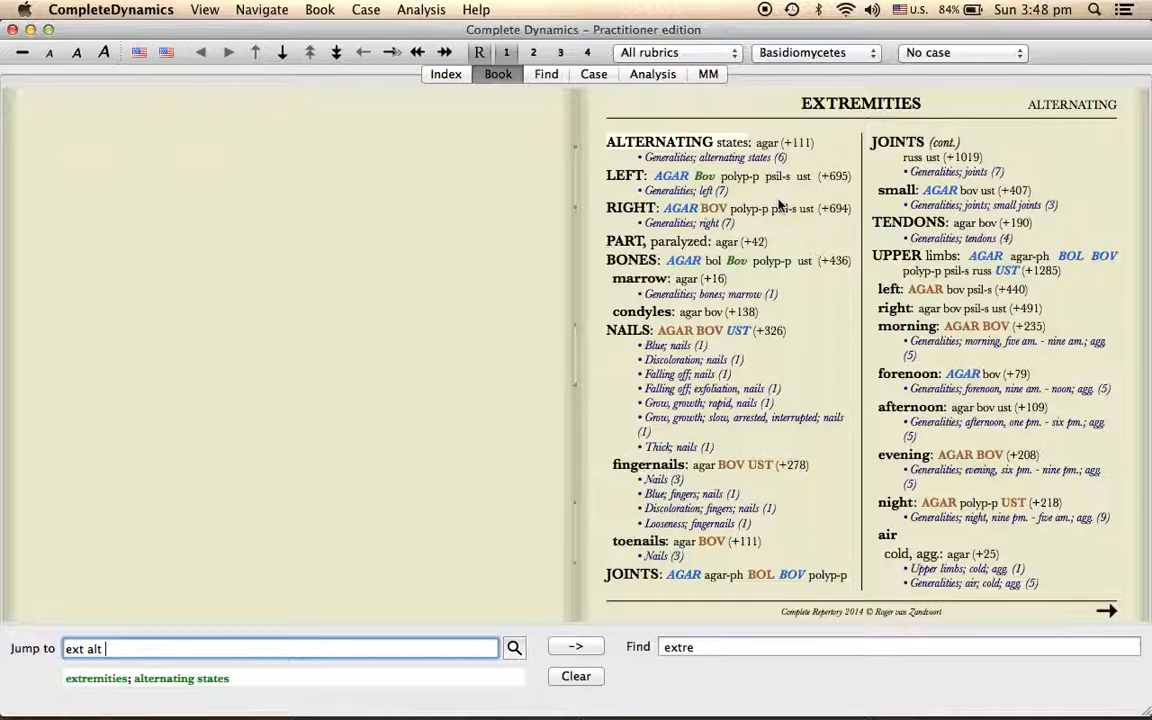 CompleteDynamics View Navigate Book Case Analysis Help U.S. 84% Sun 3:48 pm
Complete Dynamics – Practitioner edition
A A A R 1 2 3 4 All rubrics Basidiomycetes No case
Index Book Find Case Analysis MM
EXTREMITIES ALTERNATING
ALTERNATING states: agar (+111)
• Generalities; alternating states (6)
LEFT: AGAR Bov polyp-p psil-s ust (+695)
• Generalities; left (7)
RIGHT: AGAR BOV polyp-p psil-s ust (+694)
• Generalities; right (7)
PART, paralyzed: agar (+42)
BONES: AGAR bol Bov polyp-p ust (+436)
marrow: agar (+16)
• Generalities; bones; marrow (1)
condyles: agar bov (+138)
NAILS: AGAR BOV UST (+326)
• Blue; nails (1)
• Discoloration; nails (1)
• Falling off; nails (1)
• Falling off; exfoliation, nails (1)
• Grow, growth; rapid, nails (1)
• Grow, growth; slow, arrested, interrupted; nails
(1)
• Thick; nails (1)
fingernails: agar BOV UST (+278)
• Nails (3)
• Blue; fingers; nails (1)
• Discoloration; fingers; nails (1)
• Looseness; fingernails (1)
toenails: agar BOV (+111)
• Nails (3)
JOINTS: AGAR agar-ph BOL BOV polyp-p
JOINTS (cont.)
russ ust (+1019)
• Generalities; joints (7)
small: AGAR bov ust (+407)
• Generalities; joints; small joints (3)
TENDONS: agar bov (+190)
• Generalities; tendons (4)
UPPER limbs: AGAR agar-ph BOL BOV
polyp-p psil-s russ UST (+1285)
left: AGAR bov psil-s (+440)
right: agar bov psil-s ust (+491)
morning: AGAR BOV (+235)
• Generalities; morning, five am. - nine am.; agg.
(5)
forenoon: AGAR bov (+79)
• Generalities; forenoon, nine am. - noon; agg. (5)
afternoon: agar bov ust (+109)
• Generalities; afternoon, one pm. - six pm.; agg.
(5)
evening: AGAR BOV (+208)
• Generalities; evening, six pm. - nine pm.; agg.
(5)
night: AGAR polyp-p UST (+218)
• Generalities; night, nine pm. - five am.; agg. (9)
air
cold, agg.: agar (+25)
• Upper limbs; cold; agg. (1)
• Generalities; air; cold; agg. (5)
Complete Repertory 2014 © Roger van Zandvoort
Jump to ext alt -> Find extre
extremities; alternating states Clear